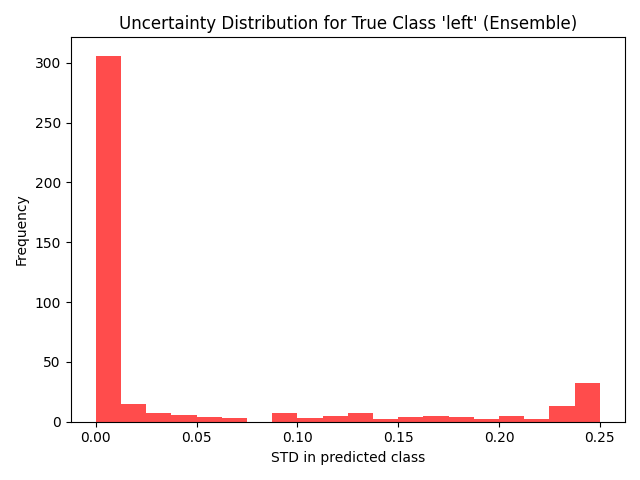 Uncertainty Distribution for True Class 'left' (Ensemble)
300
250
200
150
100
50
0
Frequency
0.00 0.05 0.10 0.15 0.20 0.25
STD in predicted class